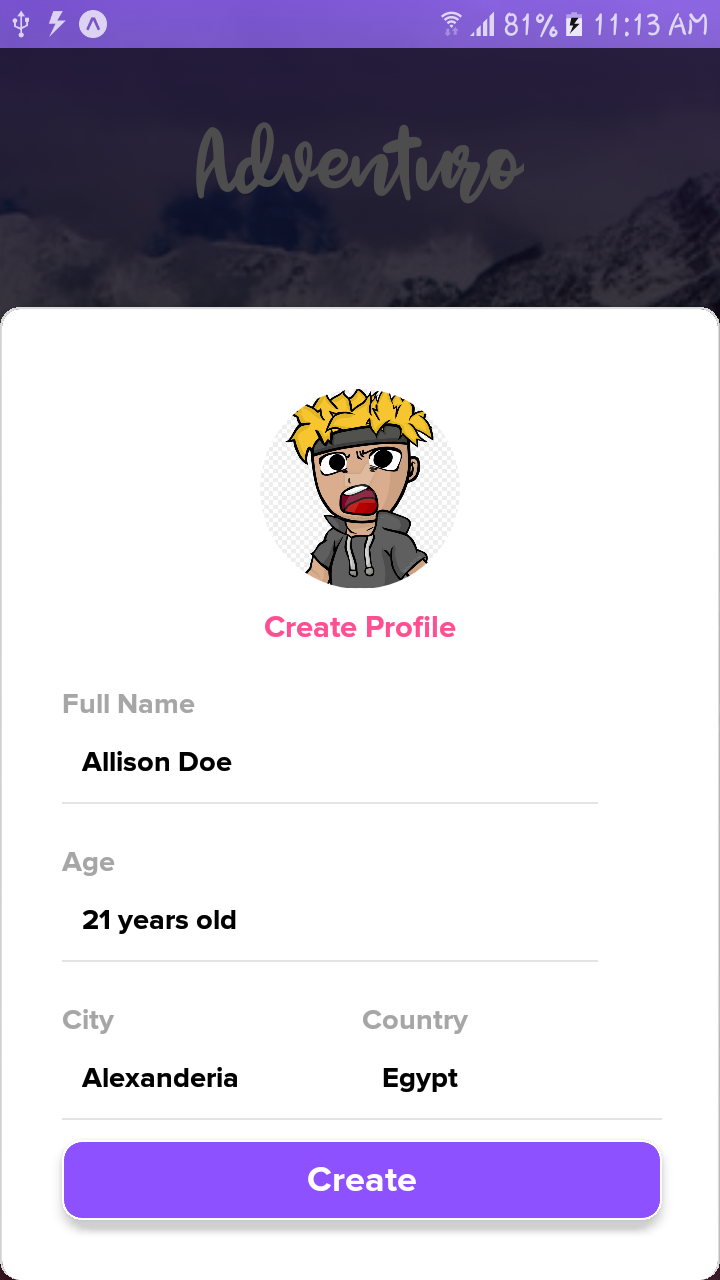 81% 11:13 AM
Adventuro
Create Profile
Full Name
Allison Doe
Age
21 years old
City Country
Alexanderia Egypt
Create